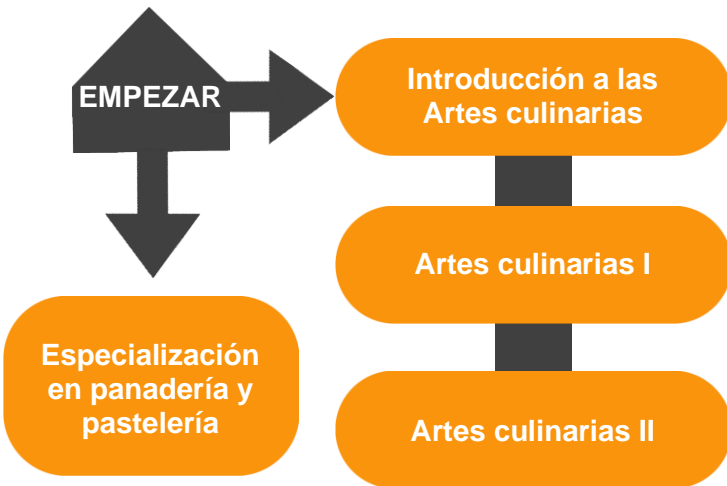 EMPEZAR
Introducción a las
Artes culinarias
Artes culinarias I
Especialización
en panadería y
pastelería
Artes culinarias II